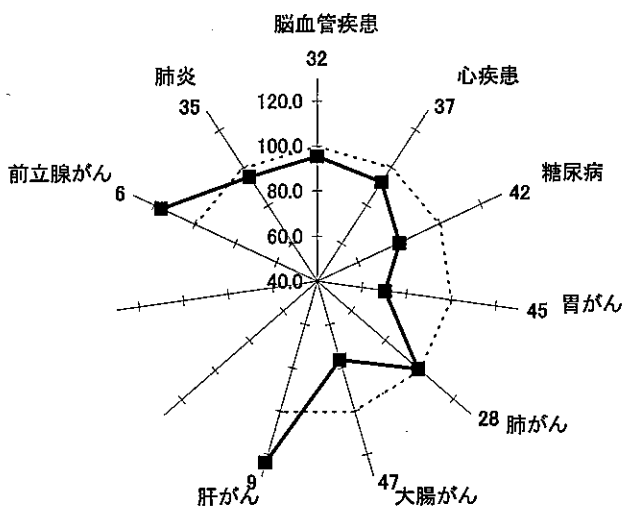 脳血管疾患
32
肺炎
35
心疾患
37
前立腺がん
6
糖尿病
42
120.0
100.0
80.0
60.0
40.0
45 胃がん
28 肺がん
9
肝がん
47
大腸がん